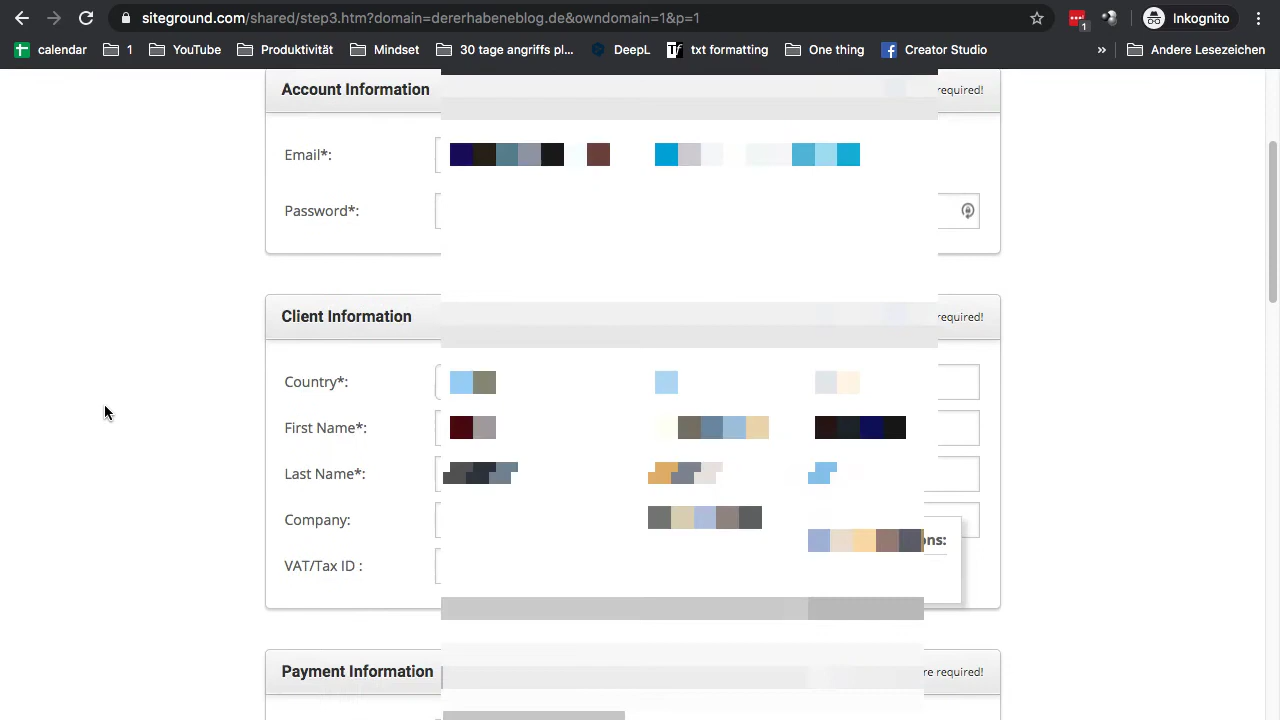 siteground.com/shared/step3.htm?domain=dererhabeneblog.de&owndomain=1&p=1
1
Inkognito
calendar 1 YouTube Produktivität Mindset 30 tage angriffs pl... DeepL Tf txt formatting One thing Creator Studio » Andere Lesezeichen
Account Information required!
Email*:
Password*:
Client Information required!
Country*:
First Name*:
Last Name*:
Company:
ons:
VAT/Tax ID :
Payment Information re required!